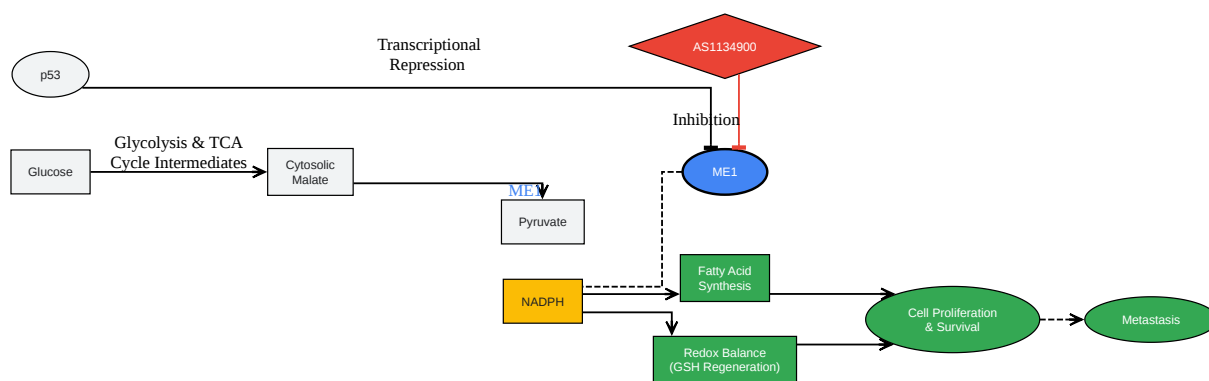 Transcriptional
Repression
AS1134900
p53
Inhibition
Glycolysis & TCA
Cycle Intermediates
Glucose
Cytosolic
Malate
ME1
ME1
Pyruvate
Fatty Acid
Synthesis
NADPH
Cell Proliferation
& Survival
Metastasis
Redox Balance
(GSH Regeneration)